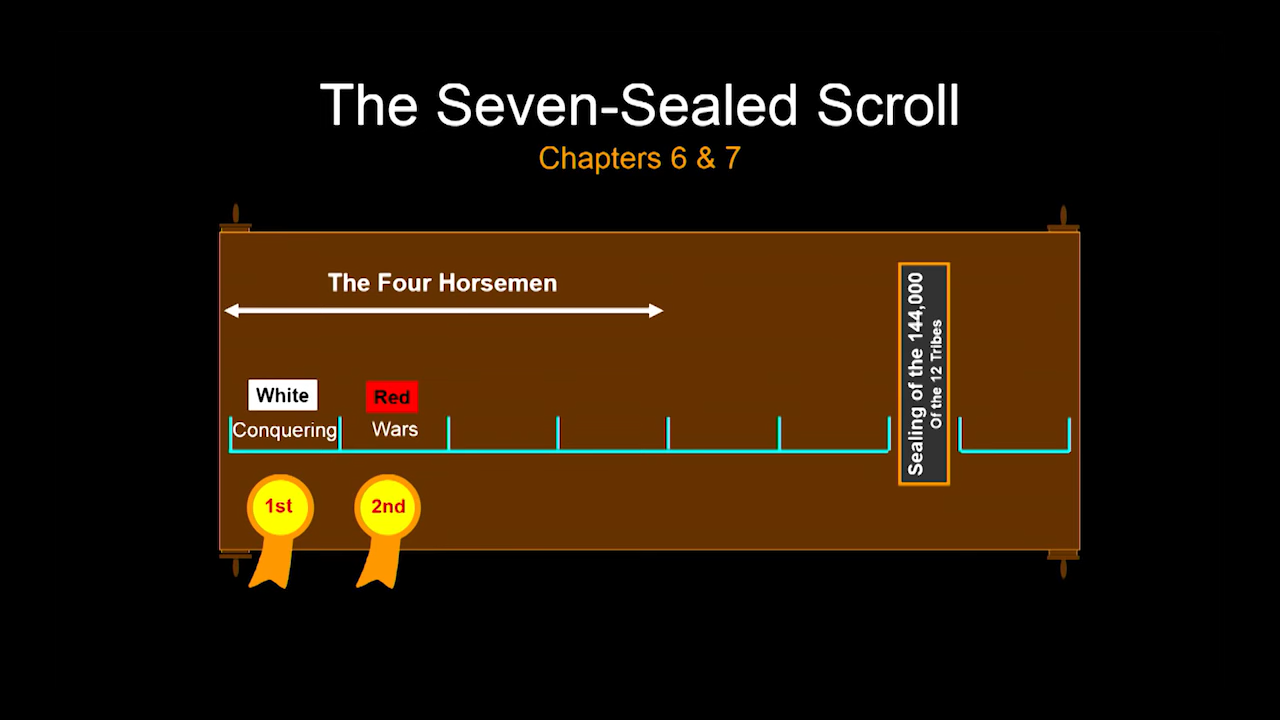 The Seven-Sealed Scroll
Chapters 6 & 7
The Four Horsemen
White
Conquering
Red
Wars
Sealing of the 144,000
Of the 12 Tribes
1st
2nd